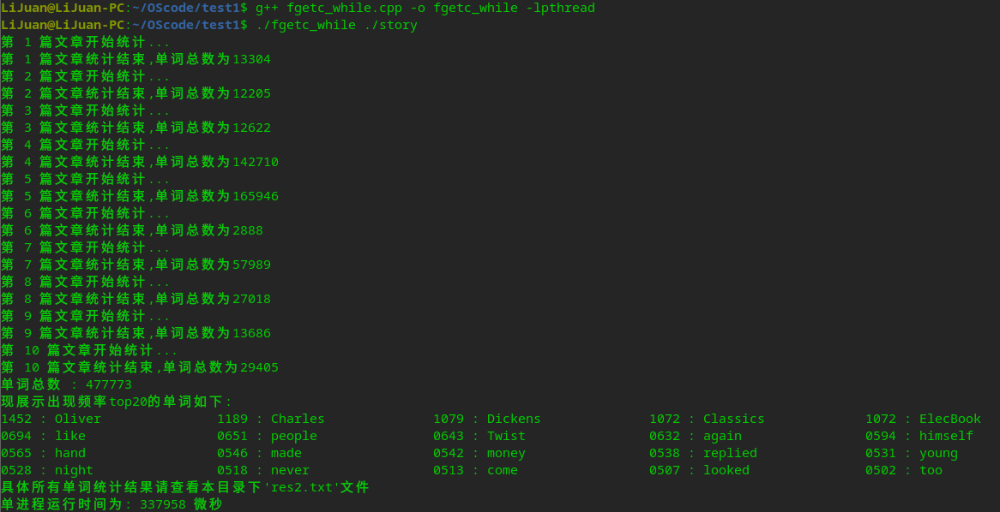 LiJuan@LiJuan-PC:~/OScode/test1$ g++ fgetc_while.cpp -o fgetc_while -lpthread
LiJuan@LiJuan-PC:~/OScode/test1$ ./fgetc_while ./story
第 1 篇文章开始统计...
第 1 篇文章统计结束,单词总数为13304
第 2 篇文章开始统计...
第 2 篇文章统计结束,单词总数为12205
第 3 篇文章开始统计...
第 3 篇文章统计结束,单词总数为12622
第 4 篇文章开始统计...
第 4 篇文章统计结束,单词总数为142710
第 5 篇文章开始统计...
第 5 篇文章统计结束,单词总数为165946
第 6 篇文章开始统计...
第 6 篇文章统计结束,单词总数为2888
第 7 篇文章开始统计...
第 7 篇文章统计结束,单词总数为57989
第 8 篇文章开始统计...
第 8 篇文章统计结束,单词总数为27018
第 9 篇文章开始统计...
第 9 篇文章统计结束,单词总数为13686
第 10 篇文章开始统计...
第 10 篇文章统计结束,单词总数为29405
单词总数 : 477773
现展示出现频率top20的单词如下:
1452 : Oliver 1189 : Charles 1079 : Dickens 1072 : Classics 1072 : ElecBook
0694 : like 0651 : people 0643 : Twist 0632 : again 0594 : himself
0565 : hand 0546 : made 0542 : money 0538 : replied 0531 : young
0528 : night 0518 : never 0513 : come 0507 : looked 0502 : too
具体所有单词统计结果请查看本目录下'res2.txt'文件
单进程运行时间为: 337958 微秒